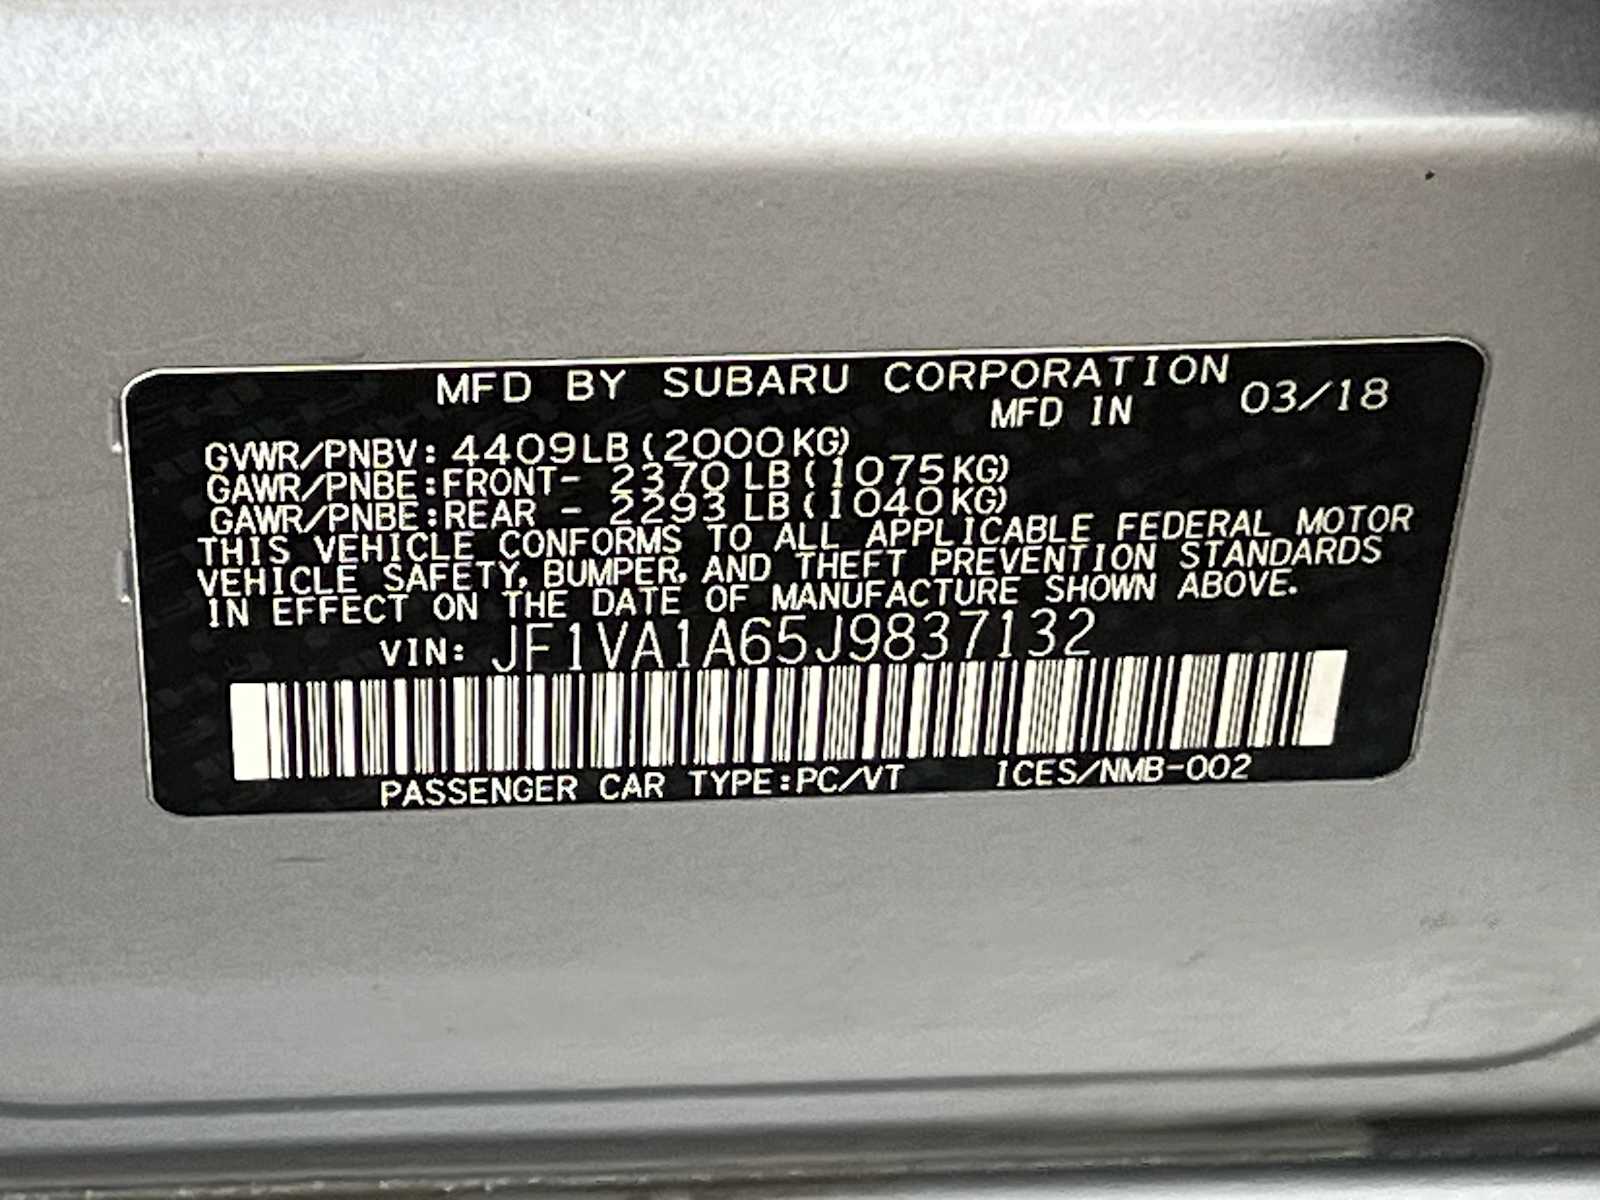 MFD BY SUBARU CORPORATION
MFD IN 03/18
GVWR/PNBV: 4409LB(2000KG)
GAWR/PNBE:FRONT- 2370LB(1075KG)
GAWR/PNBE:REAR - 2293LB(1040KG)
THIS VEHICLE CONFORMS TO ALL APPLICABLE FEDERAL MOTOR
VEHICLE SAFETY, BUMPER, AND THEFT PREVENTION STANDARDS
IN EFFECT ON THE DATE OF MANUFACTURE SHOWN ABOVE.
VIN: JF1VA1A65J9837132
PASSENGER CAR TYPE:PC/VT ICES/NMB-002